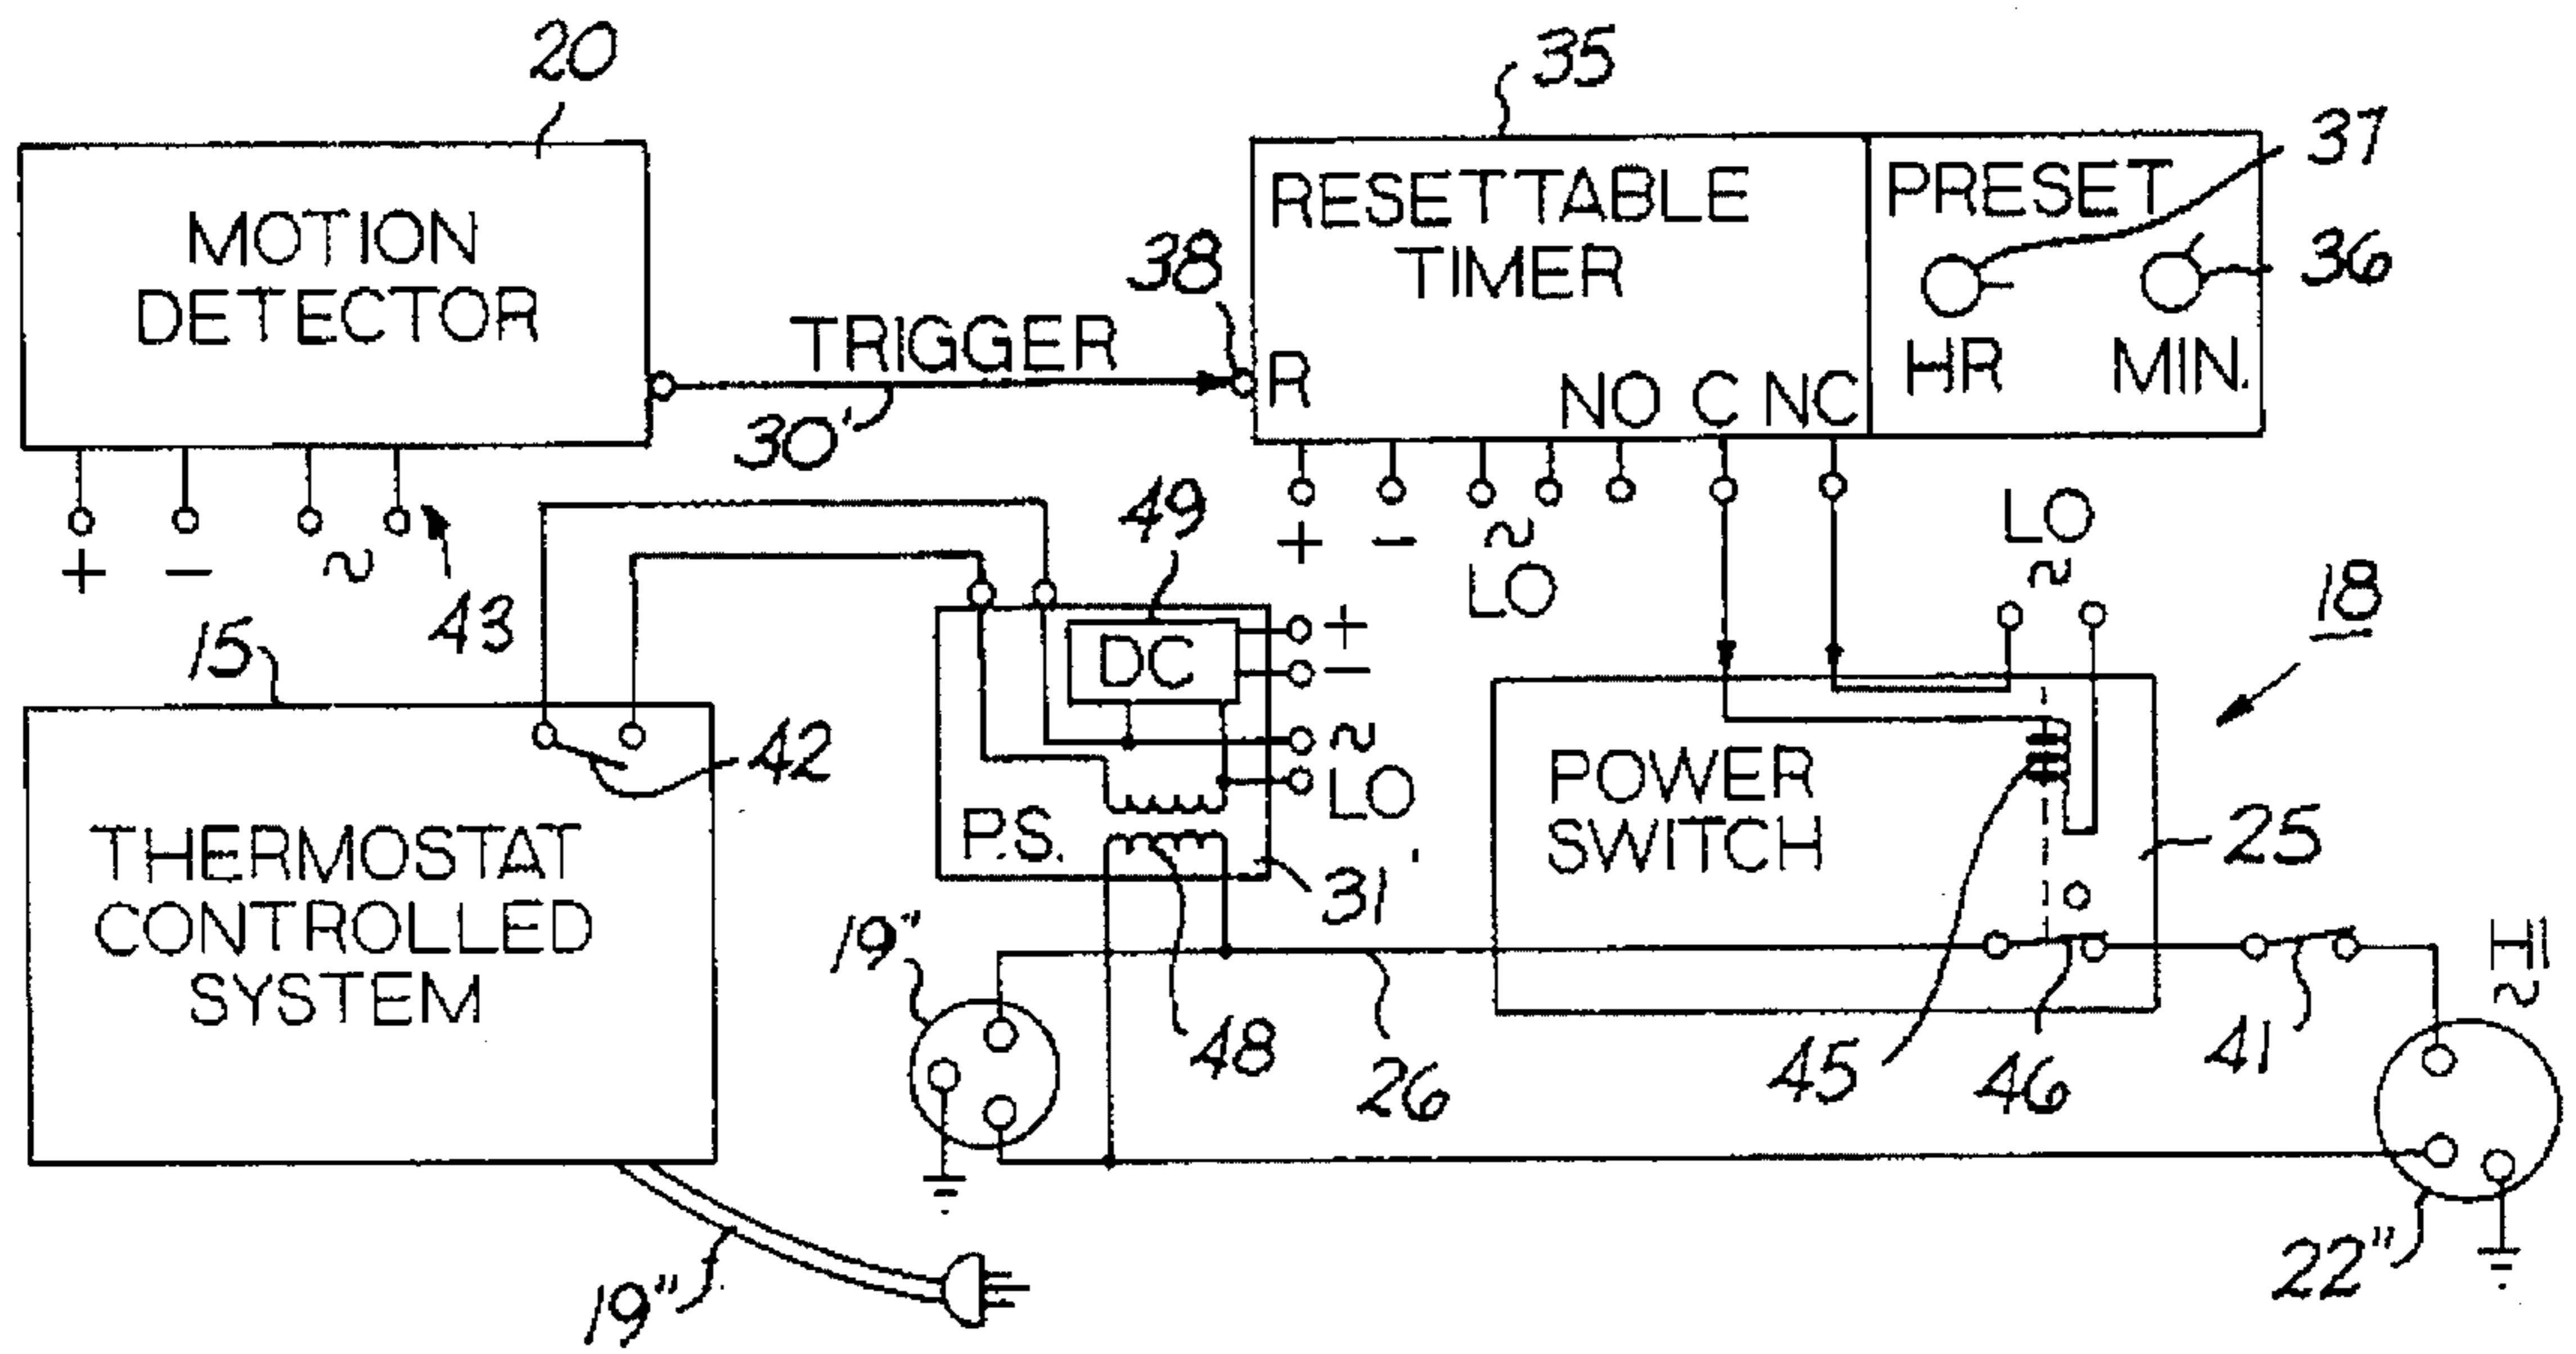 20
35
37
MOTION
DETECTOR
RESETTABLE
TIMER
PRESET
36
38
TRIGGER
R
HR
MIN.
NO C NC
30'
+ - ~
43
49
+ - ~
LO
LO
~
18
15
DC
+
-
~
LO
42
P.S.
31'
THERMOSTAT
CONTROLLED
SYSTEM
POWER
SWITCH
25
19"
48
26
45
46
41
HI
~
22"
19"